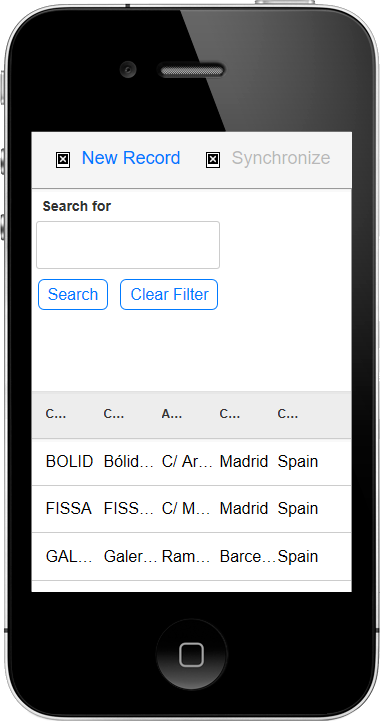 New Record Synchronize
Search for
Search Clear Filter
C... C... A... C... C...
BOLID Bólid... C/ Ar... Madrid Spain
FISSA FISS... C/ M... Madrid Spain
GAL... Galer... Ram... Barce... Spain